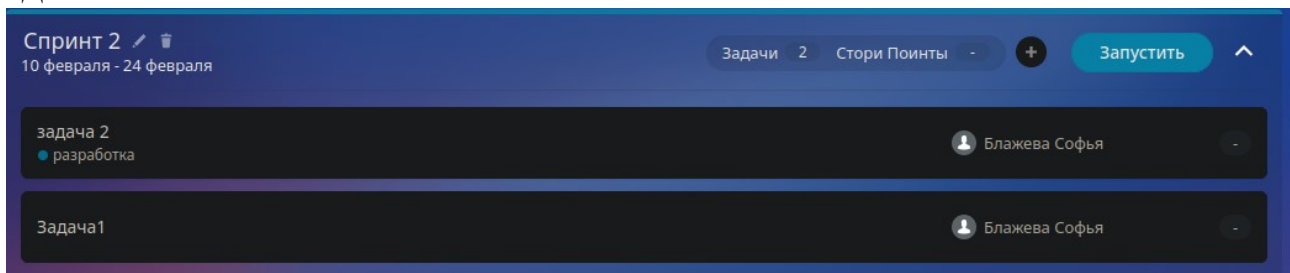 Спринт 2
10 февраля - 24 февраля
Задачи 2 Стори Поинты - + Запустить
задача 2
разработка
Блажева Софья -
Задача1
Блажева Софья -